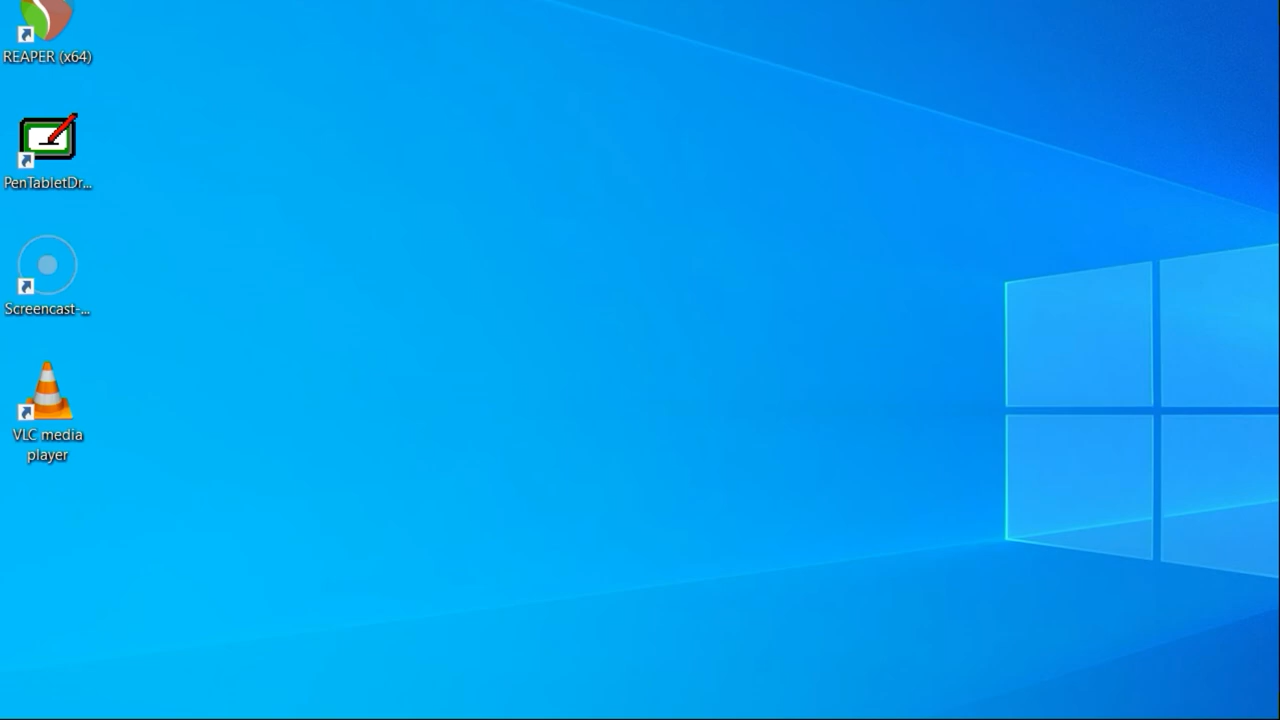 REAPER (x64)
PenTabletDr...
Screencast-...
VLC media
player